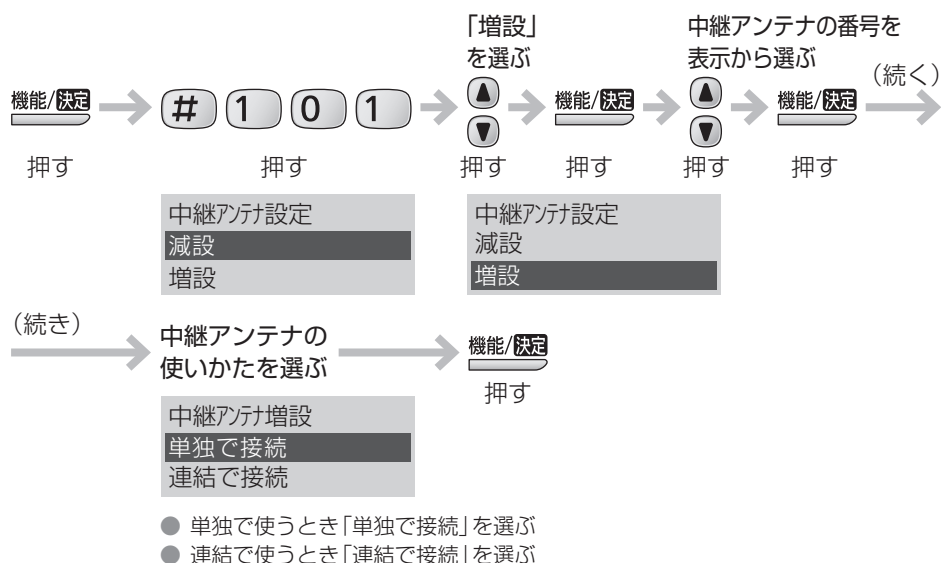 「増設」
を選ぶ
中継アンテナの番号を
表示から選ぶ
(続く)
機能/決定
# 1 0 1
機能/決定
機能/決定
押す
押す
押す
押す
押す
押す
中継ｱﾝﾃﾅ設定
減設
増設
中継ｱﾝﾃﾅ設定
減設
増設
(続き)
中継アンテナの
使いかたを選ぶ
機能/決定
押す
中継ｱﾝﾃﾅ増設
単独で接続
連結で接続
● 単独で使うとき「単独で接続」を選ぶ
● 連結で使うとき「連結で接続」を選ぶ